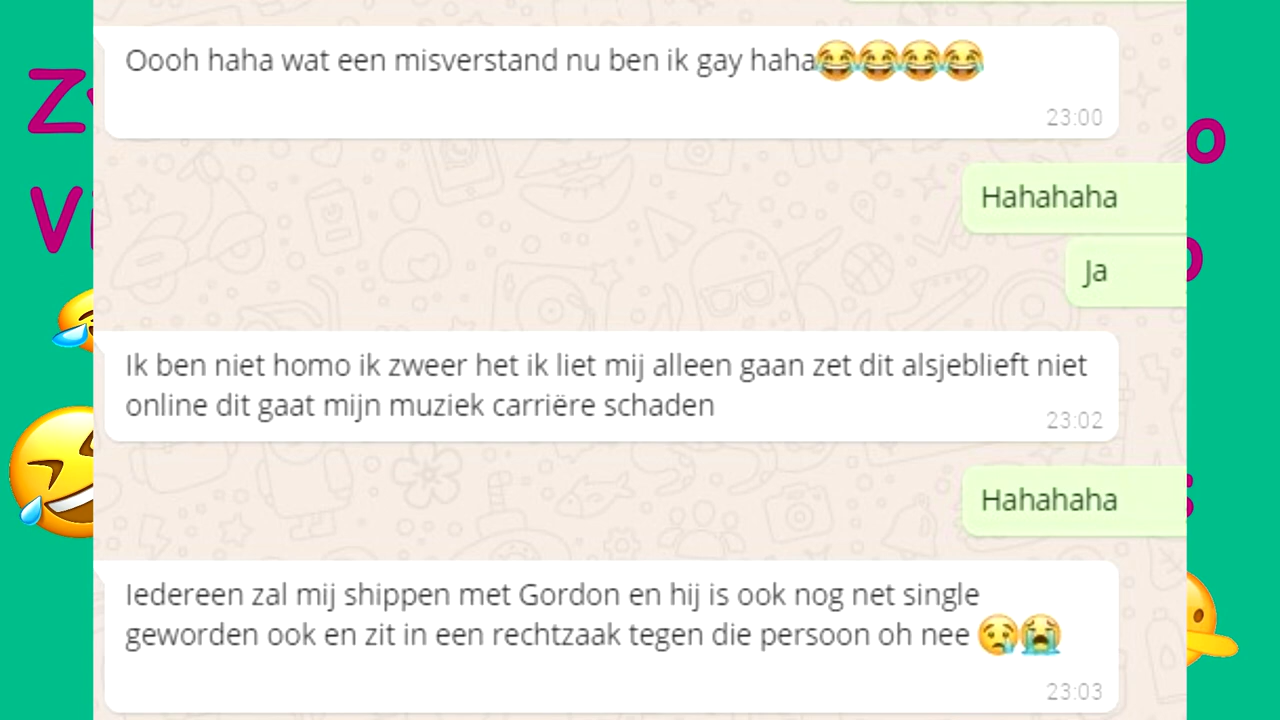 Oooh haha wat een misverstand nu ben ik gay haha😂😂😂😂
23:00
Hahahaha
Ja
Ik ben niet homo ik zweer het ik liet mij alleen gaan zet dit alsjeblieft niet
online dit gaat mijn muziek carrière schaden
23:02
Hahahaha
Iedereen zal mij shippen met Gordon en hij is ook nog net single
geworden ook en zit in een rechtzaak tegen die persoon oh nee 😢😭
23:03